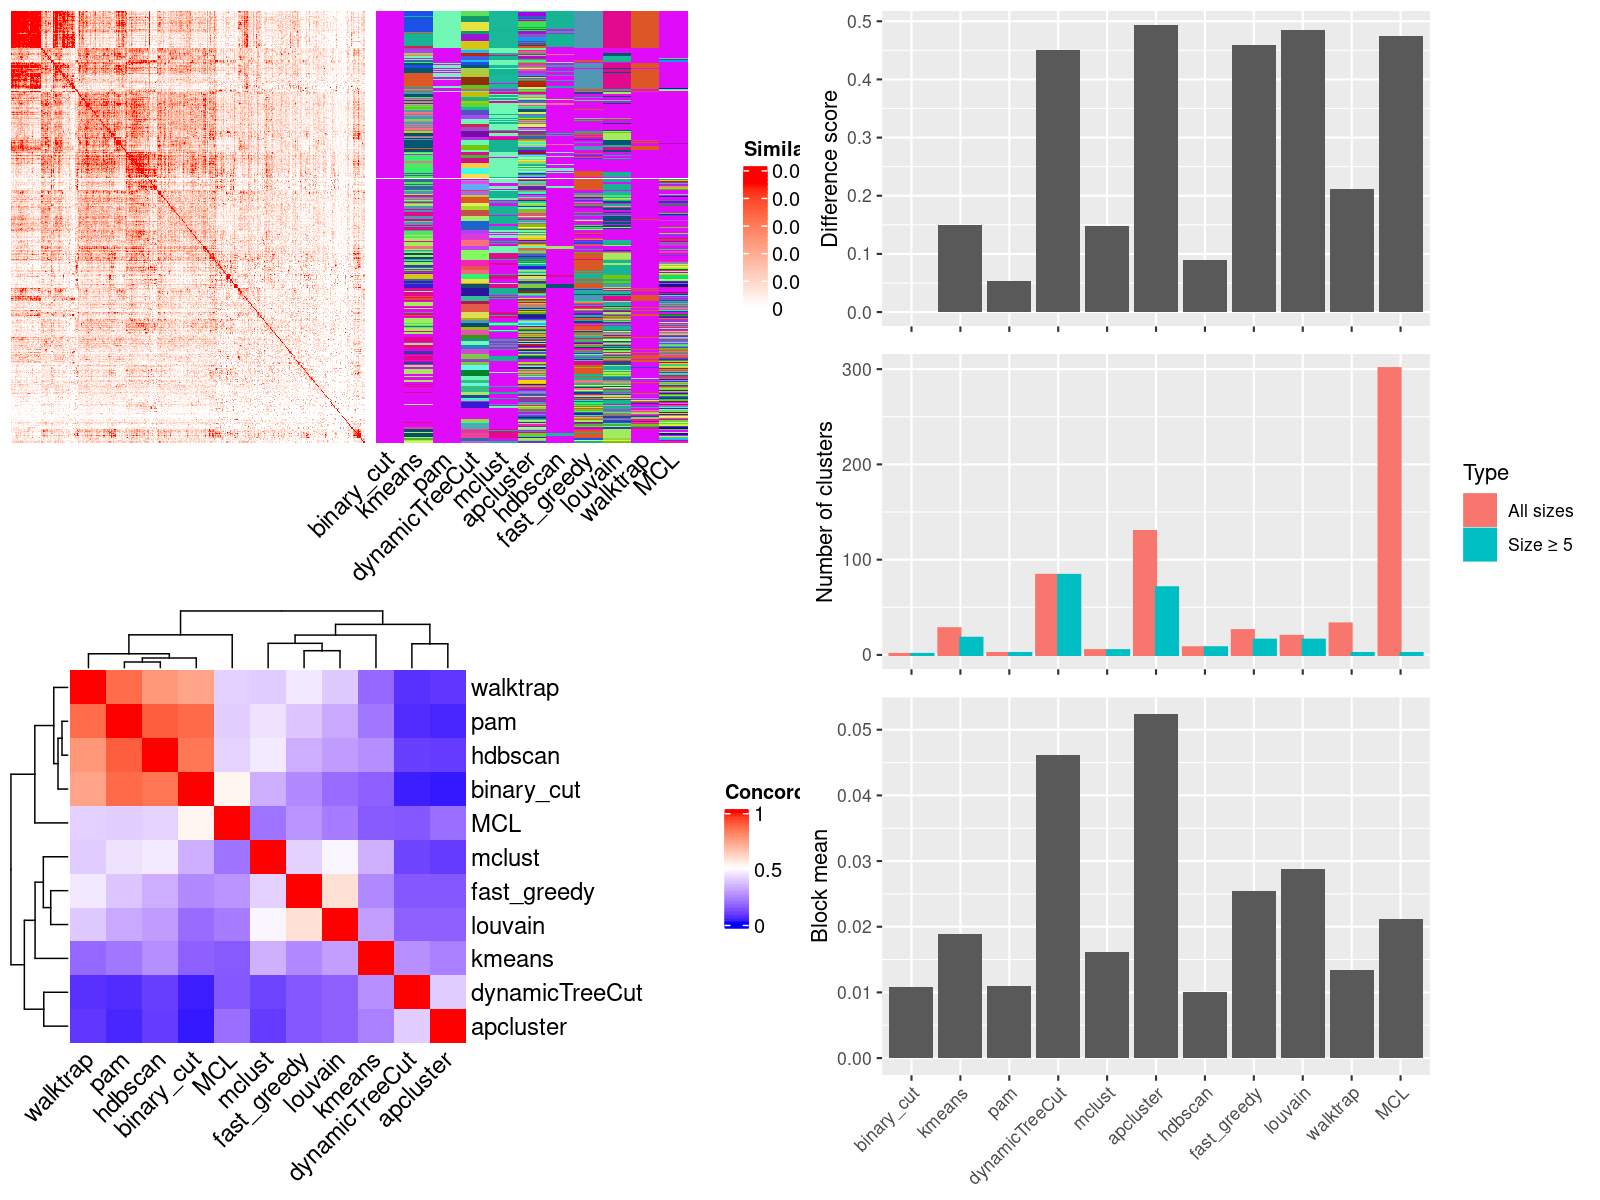 Simila
0.0
0.0
0.0
0.0
0.0
0
binary_cut
kmeans
pam
dynamicTreeCut
mclust
apcluster
hdbscan
fast_greedy
louvain
walktrap
MCL
walktrap
pam
hdbscan
binary_cut
MCL
mclust
fast_greedy
louvain
kmeans
dynamicTreeCut
apcluster
walktrap
pam
hdbscan
binary_cut
MCL
mclust
fast_greedy
louvain
kmeans
dynamicTreeCut
apcluster
Concord
1
0.5
0
Difference score
0.5
0.4
0.3
0.2
0.1
0.0
Number of clusters
300
200
100
0
Type
All sizes
Size ≥ 5
Block mean
0.05
0.04
0.03
0.02
0.01
0.00
binary_cut
kmeans
pam
dynamicTreeCut
mclust
apcluster
hdbscan
fast_greedy
louvain
walktrap
MCL